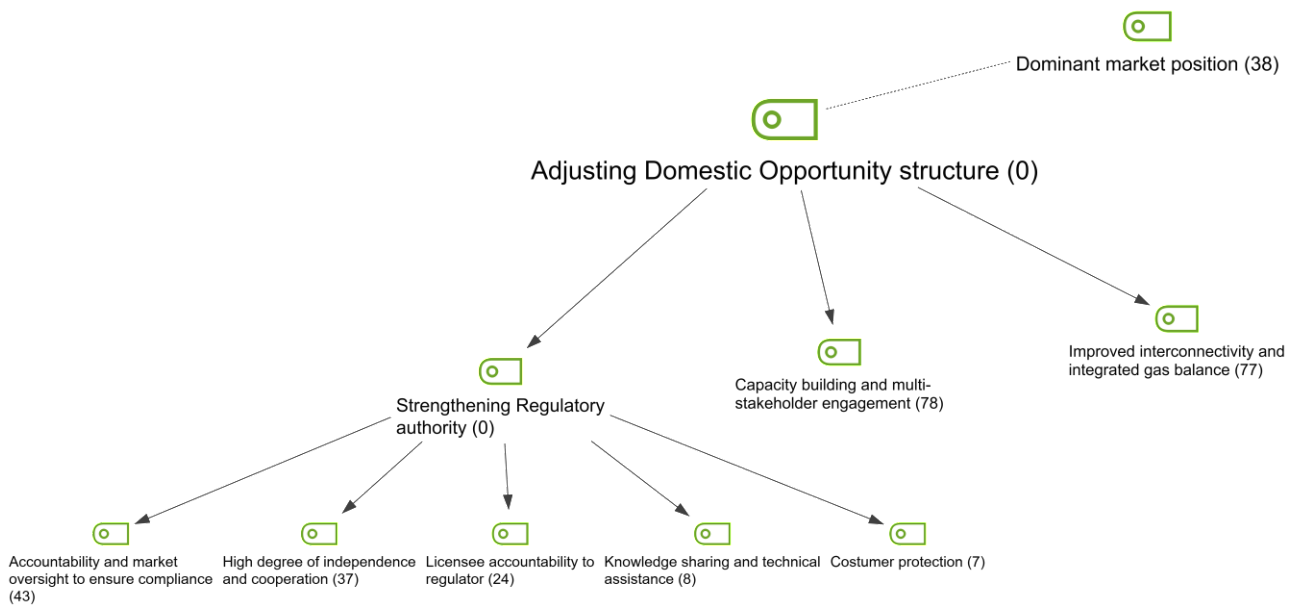 Dominant market position (38)
Adjusting Domestic Opportunity structure (0)
Improved interconnectivity and
integrated gas balance (77)
Capacity building and multi-
stakeholder engagement (78)
Strengthening Regulatory
authority (0)
Accountability and market
oversight to ensure compliance
(43)
High degree of independence
and cooperation (37)
Licensee accountability to
regulator (24)
Knowledge sharing and technical
assistance (8)
Costumer protection (7)